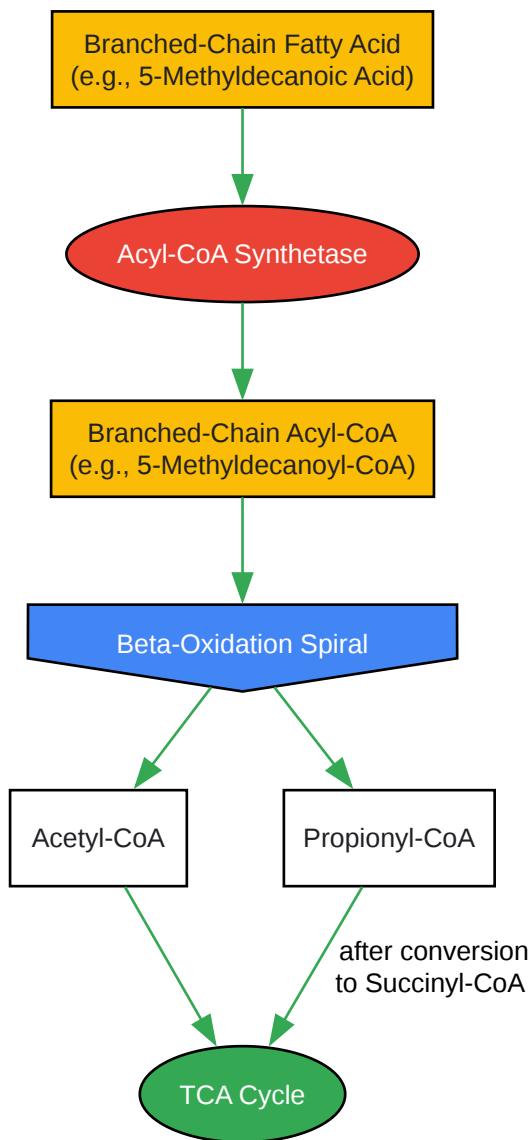 Branched-Chain Fatty Acid
(e.g., 5-Methyldecanoic Acid)
Acyl-CoA Synthetase
Branched-Chain Acyl-CoA
(e.g., 5-Methyldecanoyl-CoA)
Beta-Oxidation Spiral
Acetyl-CoA
Propionyl-CoA
after conversion
to Succinyl-CoA
TCA Cycle